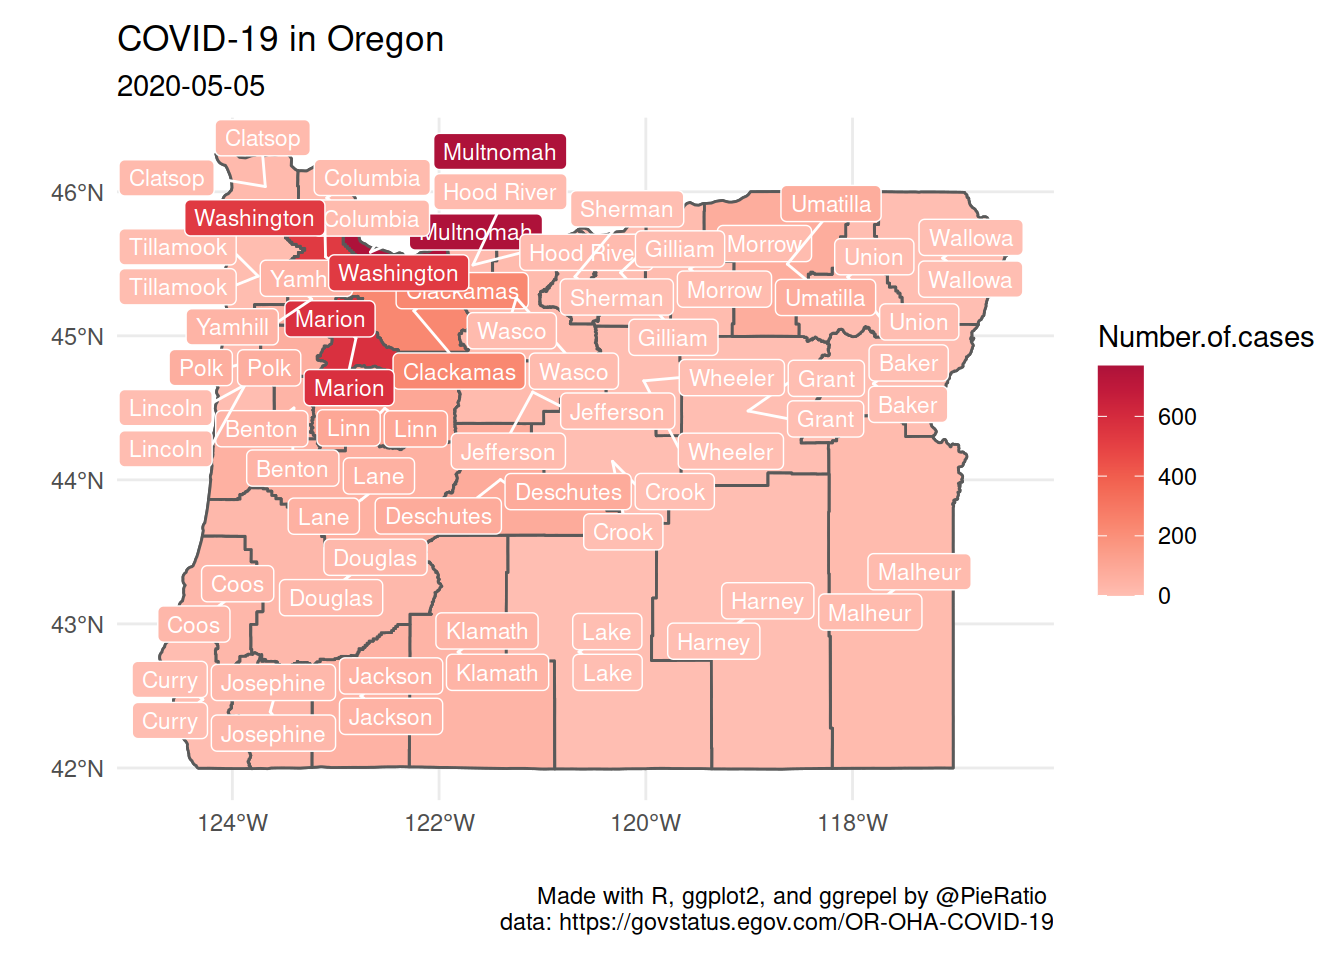 COVID-19 in Oregon
2020-05-05
Clatsop
Multnomah
Clatsop
Columbia
Hood River
46°N
Washington
Columbia
Sherman
Umatilla
Multnomah
Tillamook
Hood Rive
Gilliam
Morrow
Union
Wallowa
Tillamook
Yamh
Washington
Clackamas
Sherman
Morrow
Umatilla
Wallowa
Yamhill
Marion
Wasco
Gilliam
Union
45°N
Polk
Polk
Marion
Clackamas
Wasco
Wheeler
Grant
Baker
Lincoln
Benton
Linn
Linn
Jefferson
Grant
Baker
Lincoln
Benton
Lane
Jefferson
Wheeler
44°N
Lane
Deschutes
Deschutes
Crook
Crook
Douglas
Douglas
Coos
Malheur
Coos
Harney
Malheur
43°N
Klamath
Lake
Harney
Curry
Josephine
Jackson
Klamath
Lake
Curry
Josephine
Jackson
42°N
124°W 122°W 120°W 118°W
Number.of.cases
600
400
200
0
Made with R, ggplot2, and ggrepel by @PieRatio
data: https://govstatus.egov.com/OR-OHA-COVID-19